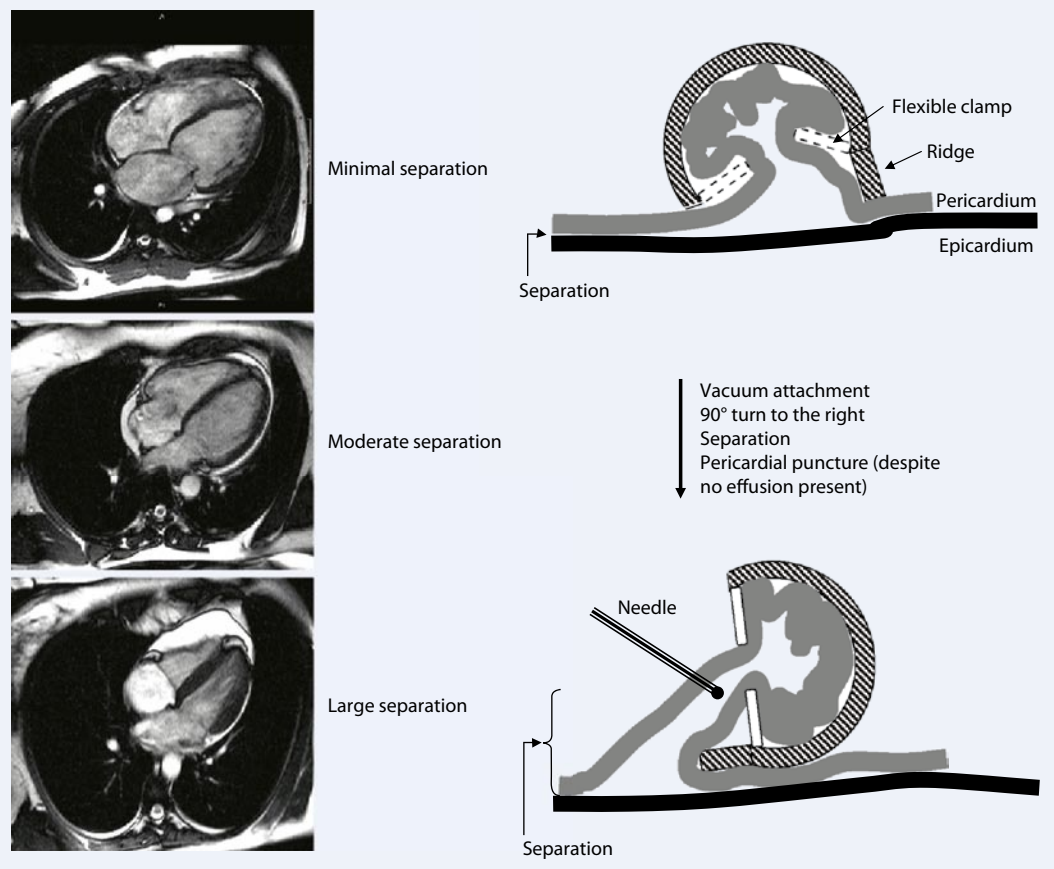 Minimal separation
Flexible clamp
Ridge
Pericardium
Epicardium
Separation
Moderate separation
Vacuum attachment
90° turn to the right
Separation
Pericardial puncture (despite
no effusion present)
Needle
Large separation
Separation